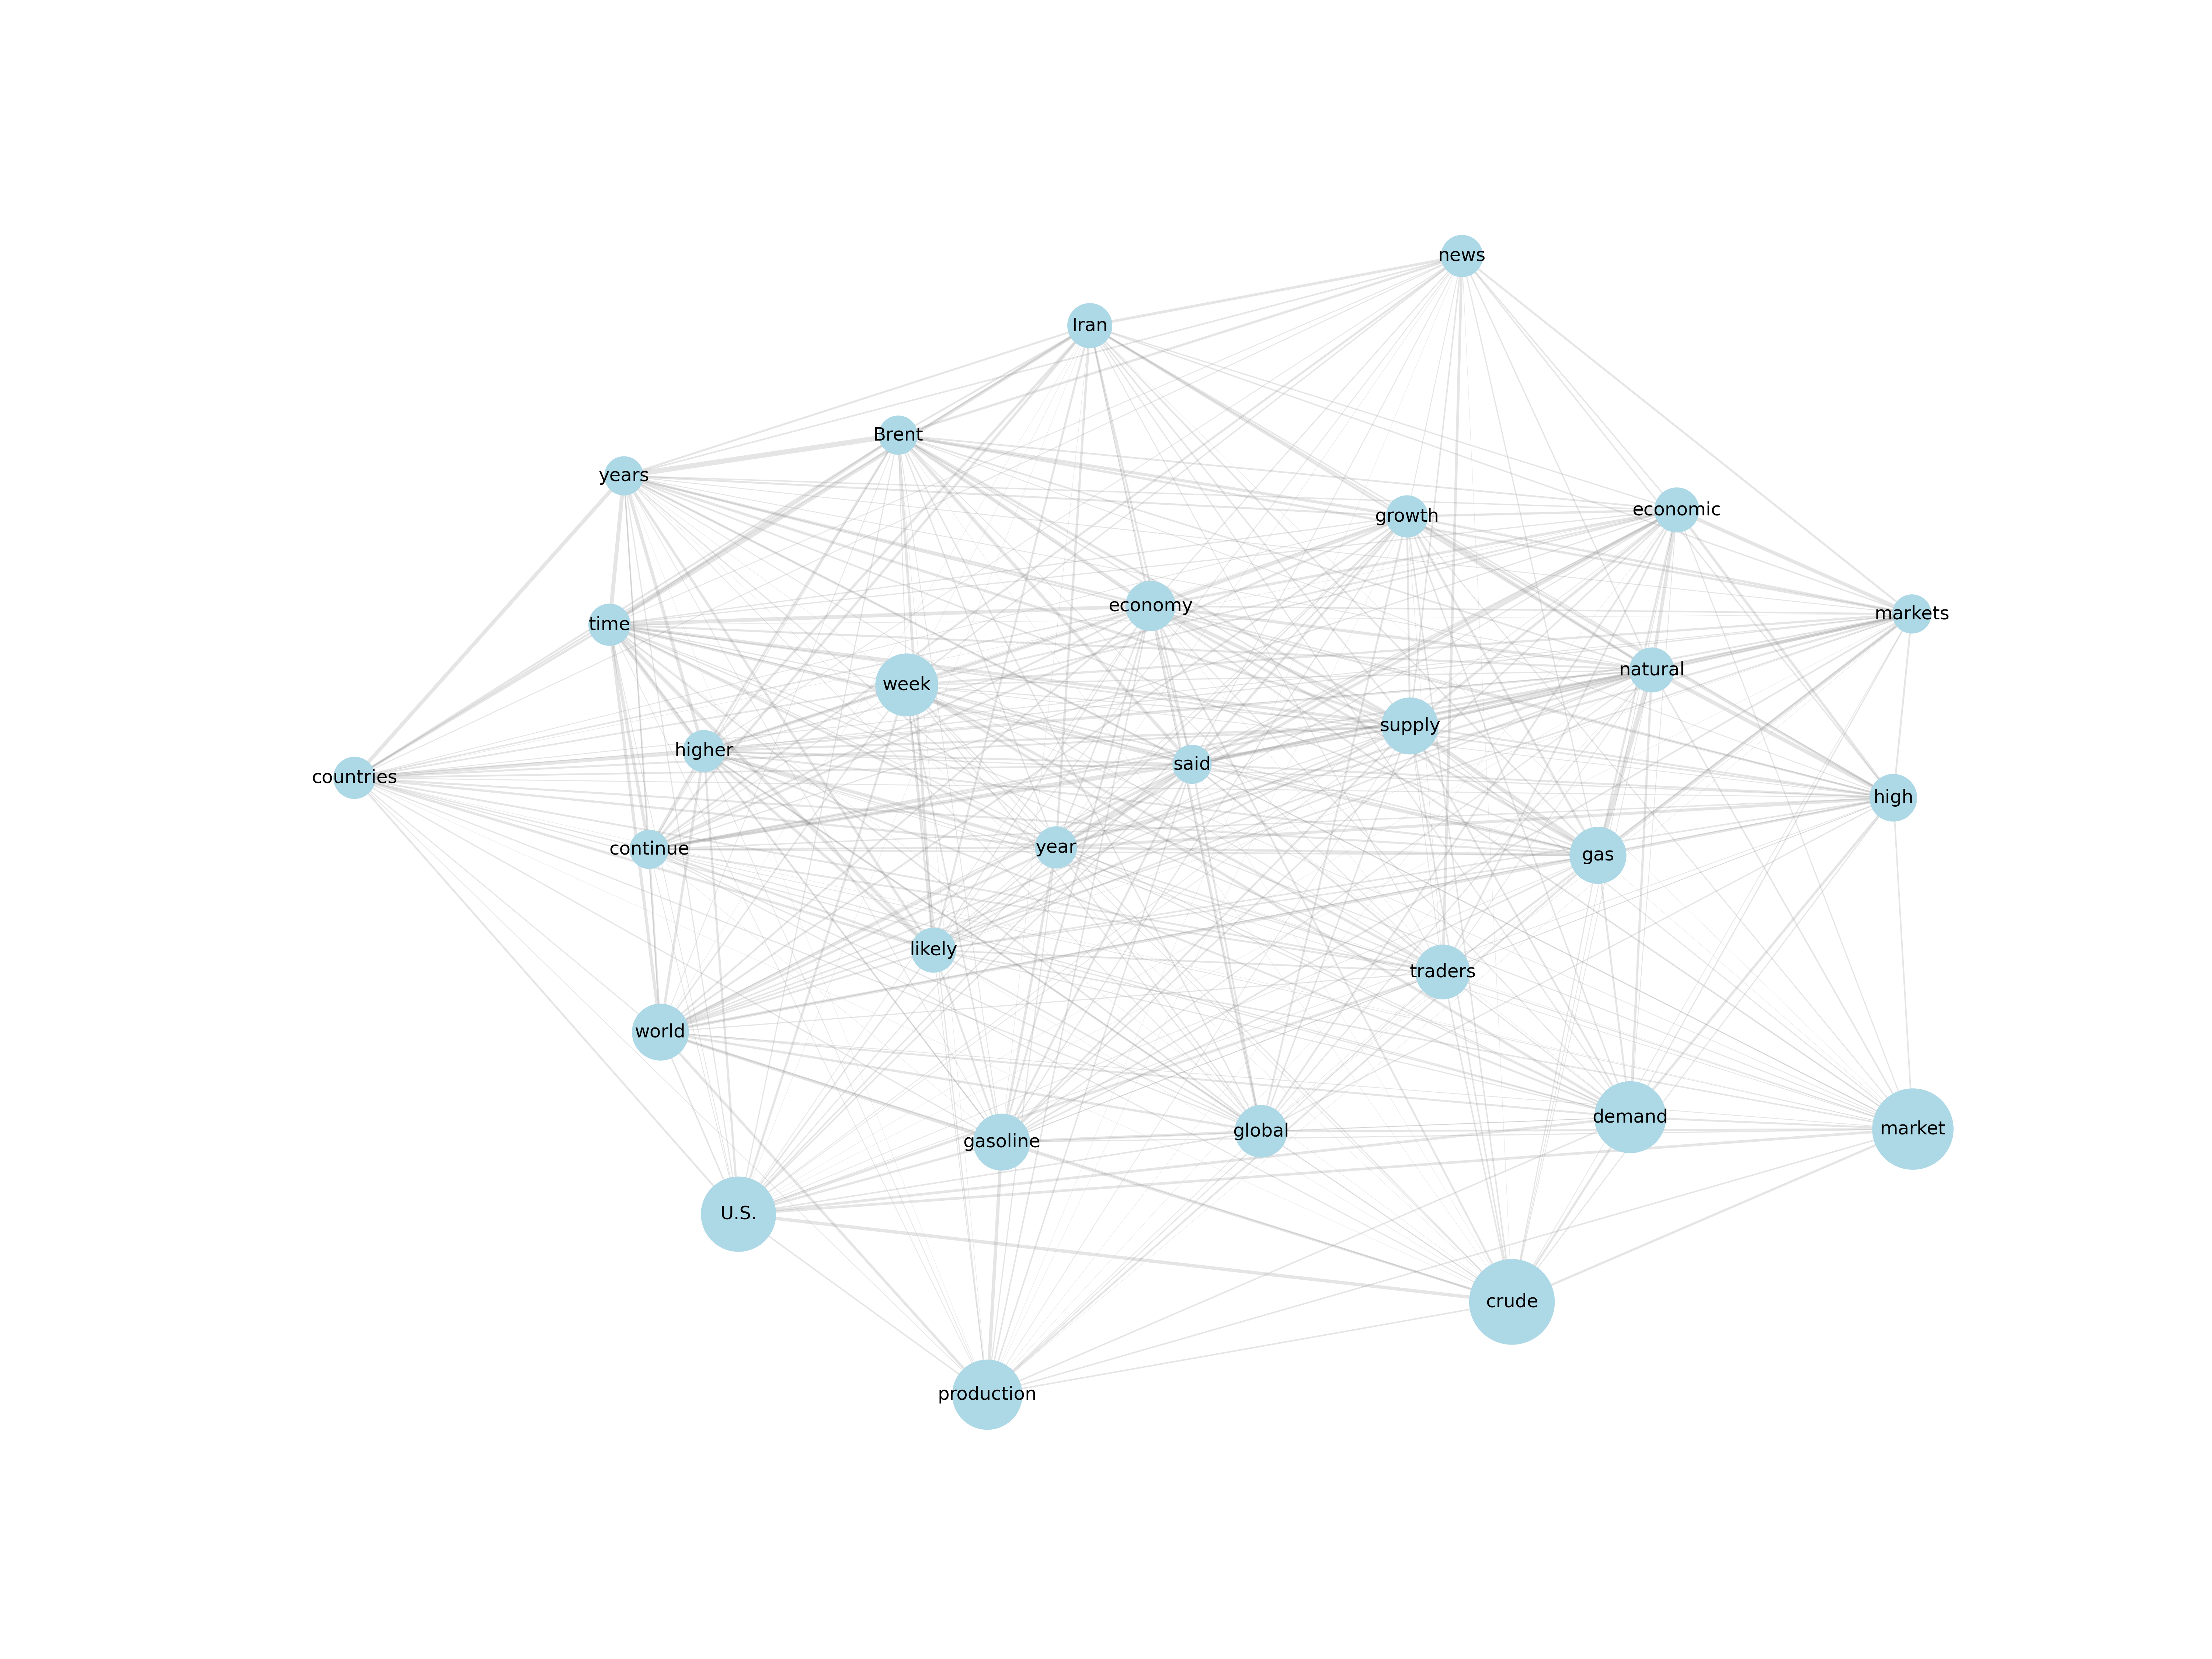 news
Iran
Brent
years
economic
growth
economy
markets
time
natural
week
supply
higher
said
countries
high
year
continue
gas
likely
traders
world
demand
market
global
gasoline
U.S.
crude
production